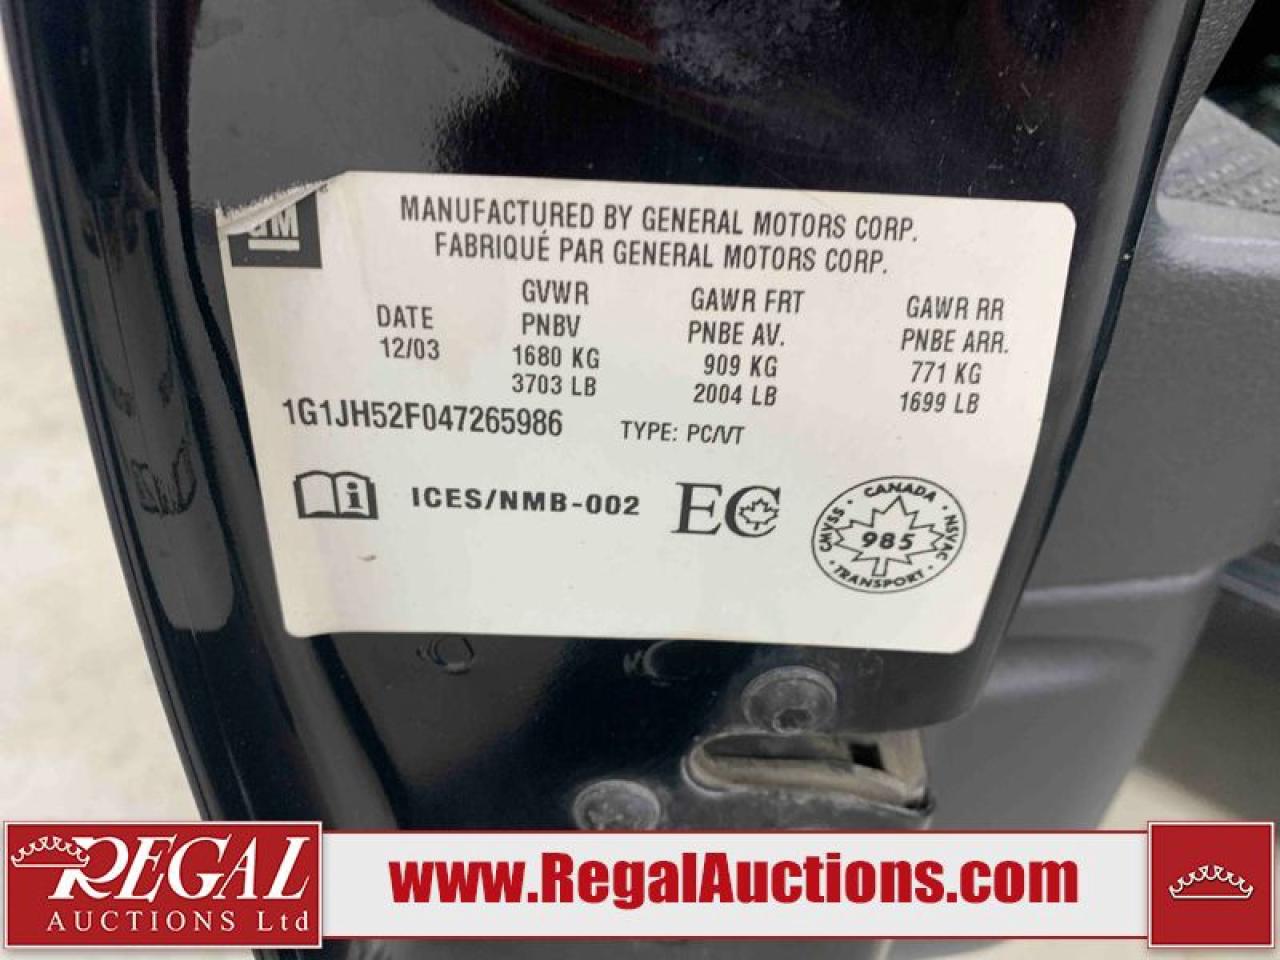 GM
MANUFACTURED BY GENERAL MOTORS CORP.
FABRIQUÉ PAR GENERAL MOTORS CORP.
DATE
12/03
GVWR
PNBV
1680 KG
3703 LB
GAWR FRT
PNBE AV.
909 KG
2004 LB
GAWR RR
PNBE ARR.
771 KG
1699 LB
1G1JH52F047265986
TYPE: PC/VT
i
ICES/NMB-002
EC
CANADA
CMVSS
985
NSVAC
TRANSPORT
REGAL
AUCTIONS Ltd
www.RegalAuctions.com